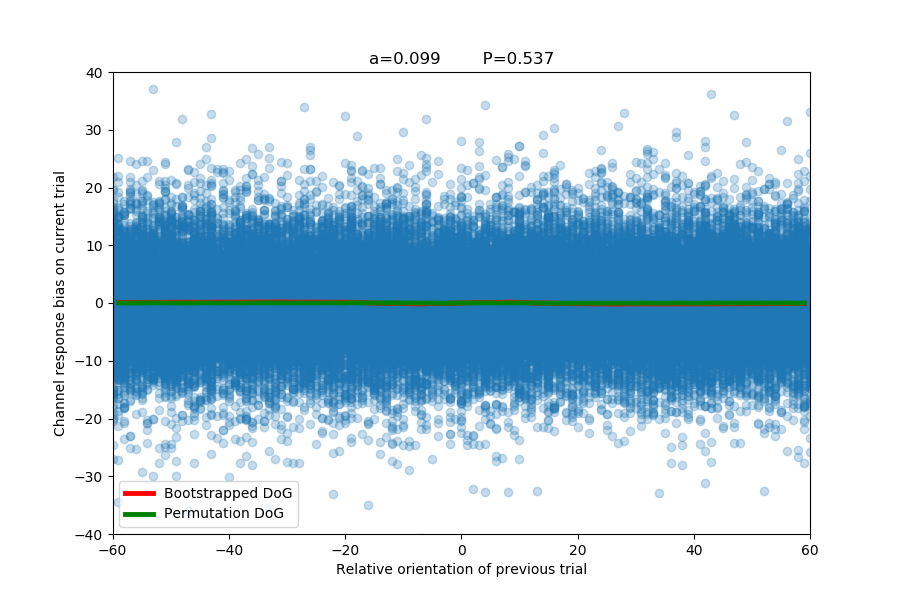 a=0.099 P=0.537
Channel response bias on current trial
40
30
20
10
0
−10
−20
−30
−40
Bootstrapped DoG
Permutation DoG
−60 −40 −20 0 20 40 60
Relative orientation of previous trial